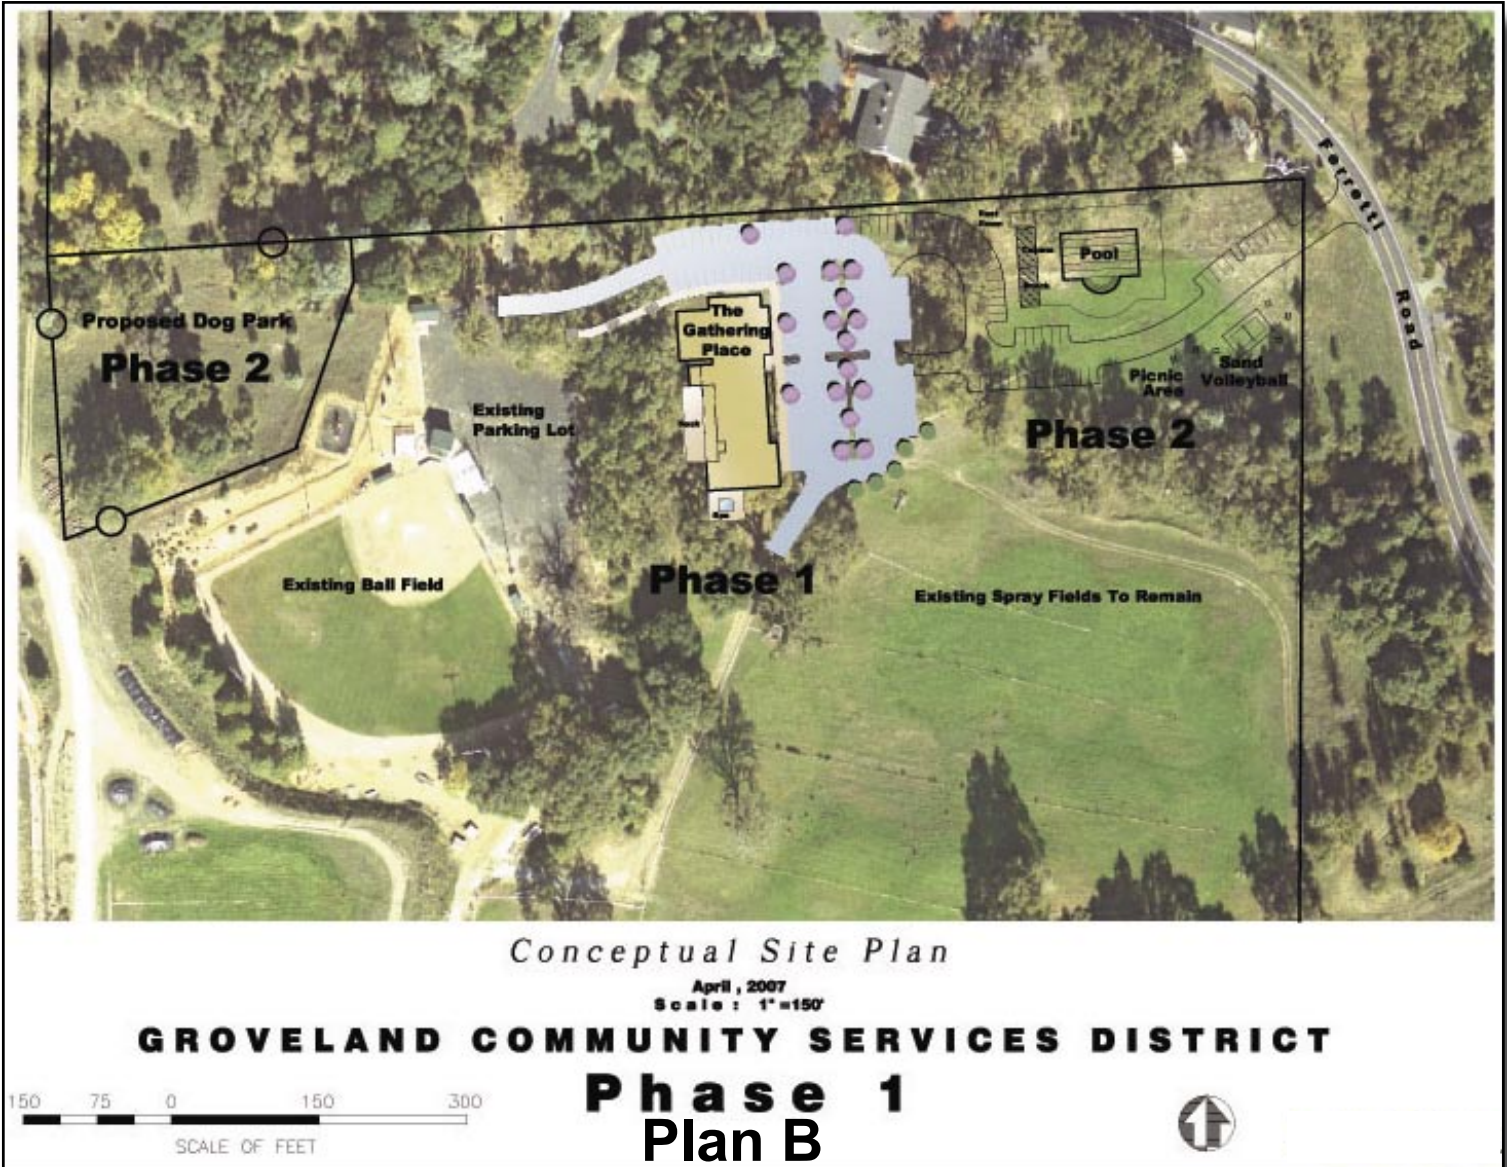 Ferretti Road
Pool
The
Gathering
Place
Proposed Dog Park
Phase 2
Existing
Parking Lot
Picnic
Area
Sand
Volleyball
Phase 2
Existing Ball Field
Phase 1
Existing Spray Fields To Remain
Conceptual Site Plan
April , 2007
Scale : 1" =150'
GROVELAND COMMUNITY SERVICES DISTRICT
Phase 1
Plan B
150 75 0 150 300
SCALE OF FEET